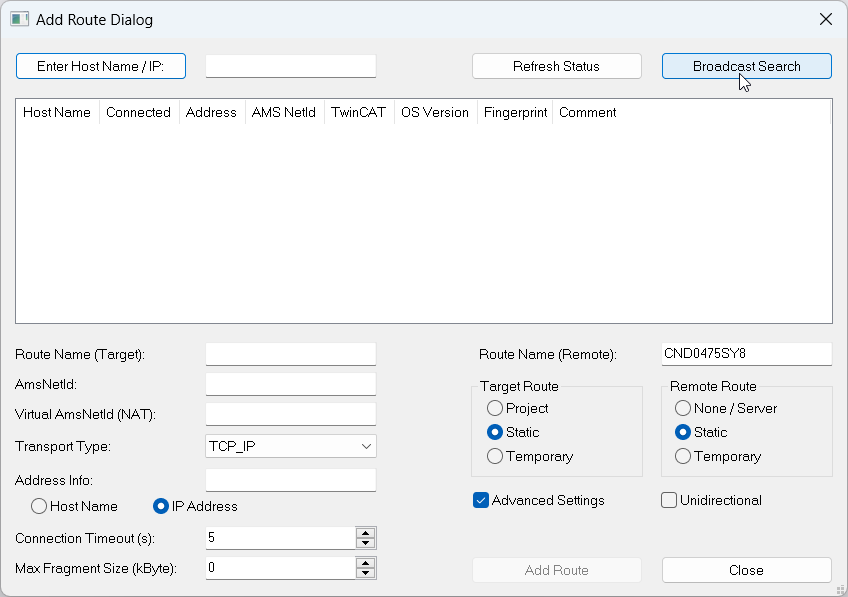 Add Route Dialog
Enter Host Name / IP:
Refresh Status
Broadcast Search
Host Name Connected Address AMS NetId TwinCAT OS Version Fingerprint Comment
Route Name (Target):
AmsNetId:
Virtual AmsNetId (NAT):
Transport Type: TCP_IP
Address Info:
Host Name IP Address
Connection Timeout (s): 5
Max Fragment Size (kByte): 0
Route Name (Remote): CND0475SY8
Target Route
Project
Static
Temporary
Remote Route
None / Server
Static
Temporary
Advanced Settings
Unidirectional
Add Route
Close